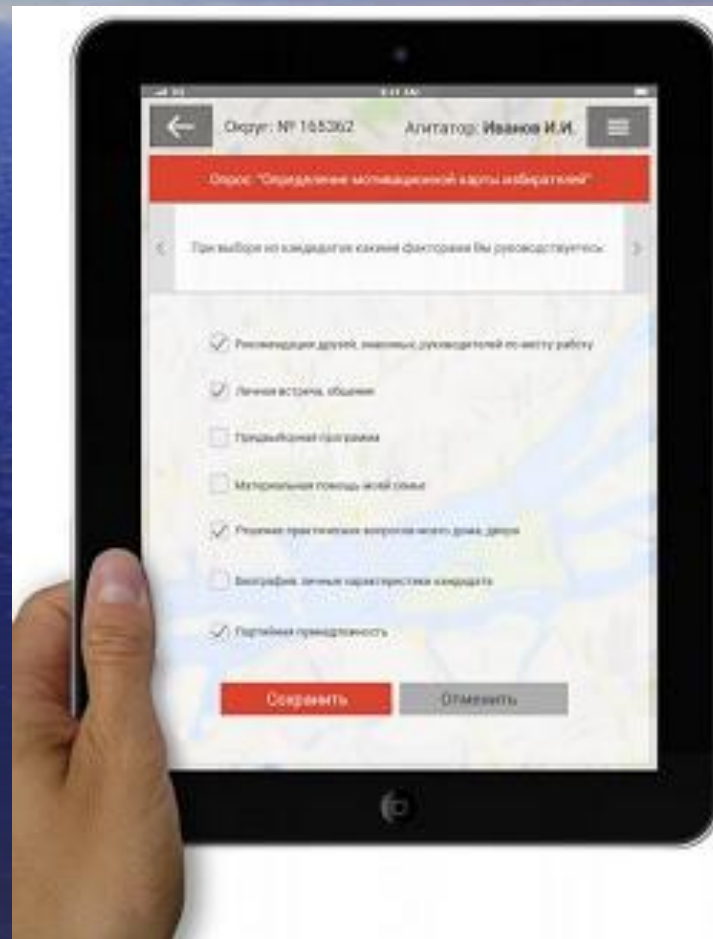 Округ: № 165362
Агитатор: Иванов И.И.
Опрос: "Определение мотивационной карты избирателей"
При выборе из кандидатов какими факторами Вы руководствуетесь
Рекомендации друзей, знакомых, руководителей по месту работу
Личная встреча, общение
Предвыборная программа
Материальная помощь моей семье
Решение практических вопросов моего дома, двора
Биография, личные характеристики кандидата
Партийная принадлежность
Сохранить
Отменить